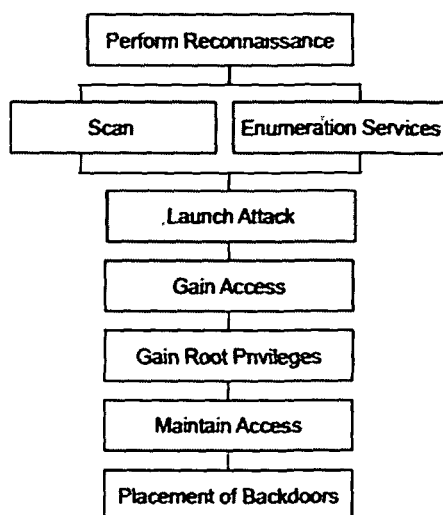 Perform Reconnaissance
Scan
Enumeration Services
Launch Attack
Gain Access
Gain Root Privileges
Maintain Access
Placement of Backdoors